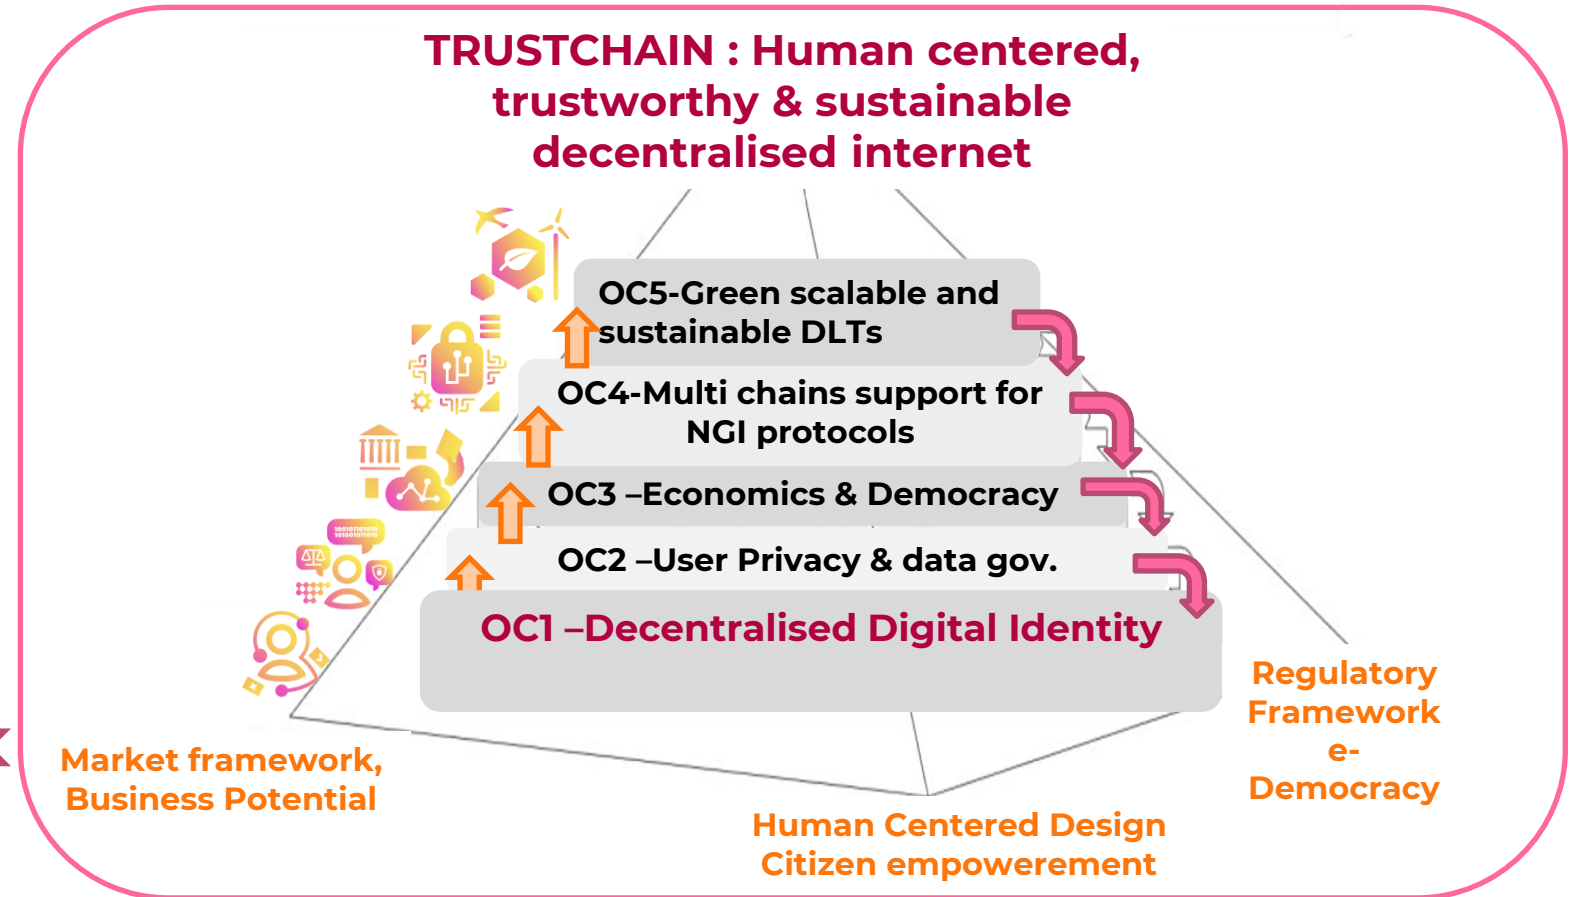 TRUSTCHAIN : Human centered,
trustworthy & sustainable
decentralised internet
OC5-Green scalable and
sustainable DLTs
OC4-Multi chains support for
NGI protocols
OC3 –Economics & Democracy
100101101010
101001011010
OC2 –User Privacy & data gov.
OC1 –Decentralised Digital Identity
Regulatory
Framework
e-
Democracy
Market framework,
Business Potential
Human Centered Design
Citizen empowerement